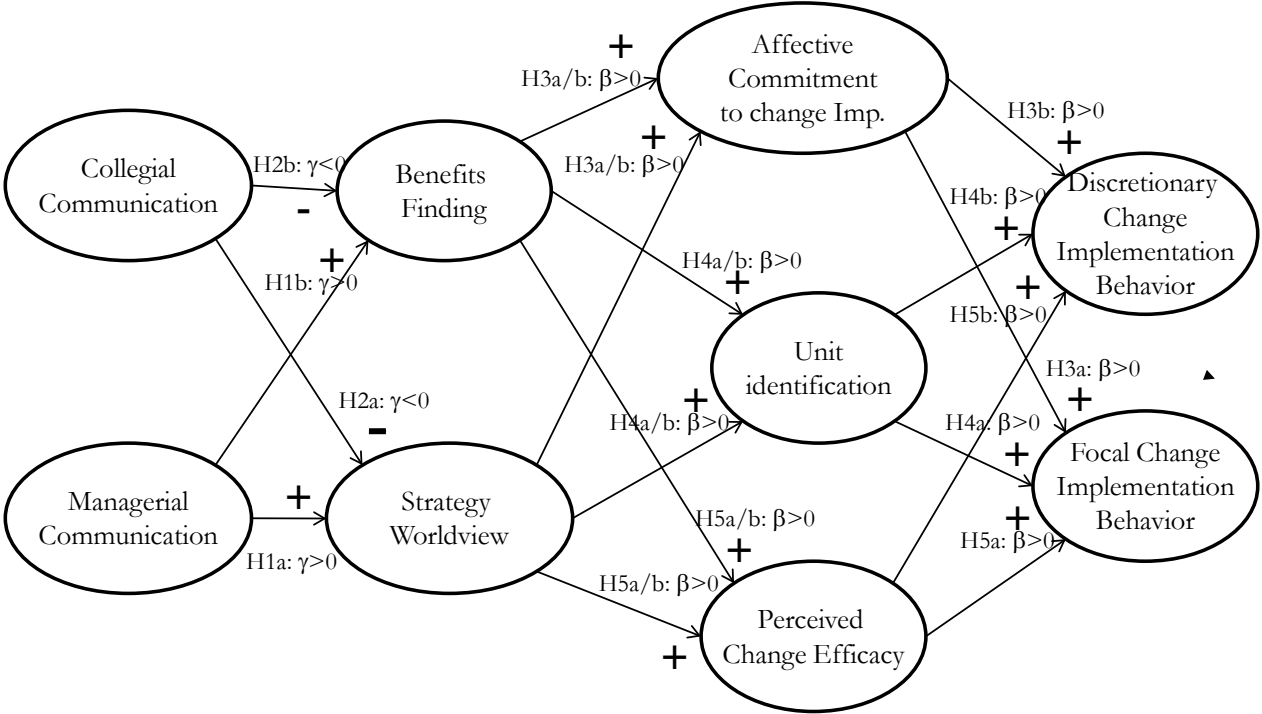 Affective
Commitment
to change Imp.
+
H3a/b: β>0
+
H3a/b: β>0
H3b: β>0
+
Collegial
Communication
H2b: γ<0
-
Benefits
Finding
H4b: β>0
+
Discretionary
Change
Implementation
Behavior
+
H1b: γ>0
H4a/b: β>0
+
+
H5b: β>0
Unit
identification
H3a: β>0
+
H2a: γ<0
-
+
H4a/b: β>0
H4a: β>0
+
Focal Change
Implementation
Behavior
Managerial
Communication
+
H1a: γ>0
Strategy
Worldview
H5a/b: β>0
+
+
H5a: β>0
H5a/b: β>0
+
Perceived
Change Efficacy